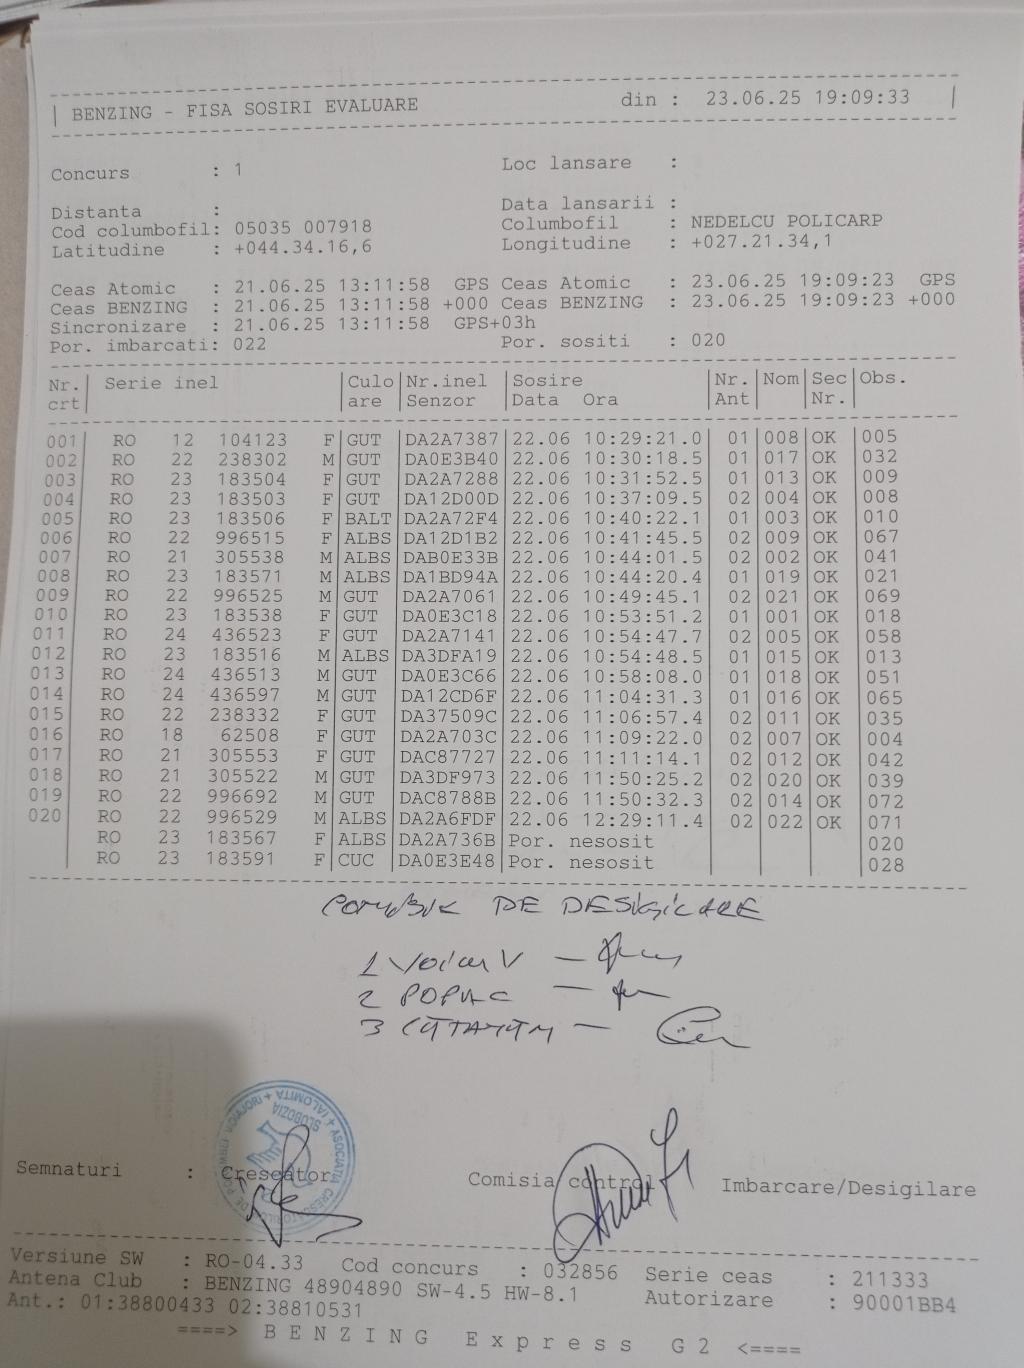 BENZING - FISA SOSIRI EVALUARE din : 23.06.25 19:09:33
Concurs : 1 Loc lansare :
Distanta : Data lansarii :
Cod columbofil: 05035 007918 Columbofil : NEDELCU POLICARP
Latitudine : +044.34.16,6 Longitudine : +027.21.34,1
Ceas Atomic : 21.06.25 13:11:58 GPS Ceas Atomic : 23.06.25 19:09:23 GPS
Ceas BENZING : 21.06.25 13:11:58 +000 Ceas BENZING : 23.06.25 19:09:23 +000
Sincronizare : 21.06.25 13:11:58 GPS+03h
Por. imbarcati: 022 Por. sositi : 020
Nr. Serie inel Culo Nr.inel Sosire Nr. Nom Sec Obs.
crt are Senzor Data Ora Ant Nr.
001 RO 12 104123 F GUT DA2A7387 22.06 10:29:21.0 01 008 OK 005
002 RO 22 238302 M GUT DA0E3B40 22.06 10:30:18.5 01 017 OK 032
003 RO 23 183504 F GUT DA2A7288 22.06 10:31:52.5 01 013 OK 009
004 RO 23 183503 F GUT DA12D00D 22.06 10:37:09.5 02 004 OK 008
005 RO 23 183506 F BALT DA2A72F4 22.06 10:40:22.1 01 003 OK 010
006 RO 22 996515 F ALBS DA12D1B2 22.06 10:41:45.5 02 009 OK 067
007 RO 21 305538 M ALBS DAB0E33B 22.06 10:44:01.5 02 002 OK 041
008 RO 23 183571 M ALBS DA1BD94A 22.06 10:44:20.4 01 019 OK 021
009 RO 22 996525 M GUT DA2A7061 22.06 10:49:45.1 02 021 OK 069
010 RO 23 183538 F GUT DA0E3C18 22.06 10:53:51.2 01 001 OK 018
011 RO 24 436523 F GUT DA2A7141 22.06 10:54:47.7 02 005 OK 058
012 RO 23 183516 M ALBS DA3DFA19 22.06 10:54:48.5 01 015 OK 013
013 RO 24 436513 M GUT DA0E3C66 22.06 10:58:08.0 01 018 OK 051
014 RO 24 436597 M GUT DA12CD6F 22.06 11:04:31.3 01 016 OK 065
015 RO 22 238332 F GUT DA37509C 22.06 11:06:57.4 02 011 OK 035
016 RO 18 62508 F GUT DA2A703C 22.06 11:09:22.0 02 007 OK 004
017 RO 21 305553 F GUT DAC87727 22.06 11:11:14.1 02 012 OK 042
018 RO 21 305522 M GUT DA3DF973 22.06 11:50:25.2 02 020 OK 039
019 RO 22 996692 M GUT DAC8788B 22.06 11:50:32.3 02 014 OK 072
020 RO 22 996529 M ALBS DA2A6FDF 22.06 12:29:11.4 02 022 OK 071
RO 23 183567 F ALBS DA2A736B Por. nesosit 020
RO 23 183591 F CUC DA0E3E48 Por. nesosit 028
DE DESIGILARE
1 Voicu V —
2 POPA C —
3 —
ASOCIATIA CRESCATORILOR DE PORUMBEI VOIAJORI + IALOMITA +
SLOBOZIA
Semnaturi : Crescator Comisia control Imbarcare/Desigilare
Versiune SW : RO-04.33 Cod concurs : 032856 Serie ceas : 211333
Antena Club : BENZING 48904890 SW-4.5 HW-8.1 Autorizare : 90001BB4
Ant.: 01:38800433 02:38810531
====> BENZING Express G2 <====